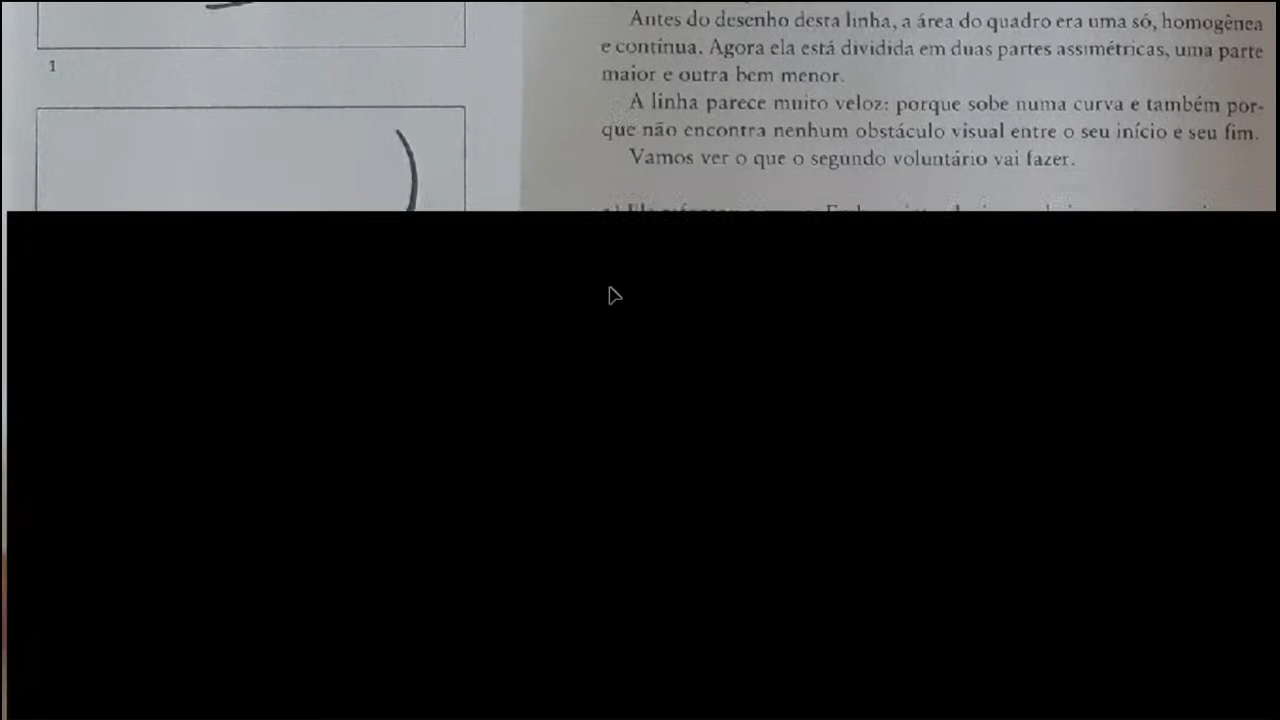 1
Antes do desenho desta linha, a área do quadro era uma só, homogênea
e contínua. Agora ela está dividida em duas partes assimétricas, uma parte
maior e outra bem menor.
A linha parece muito veloz: porque sobe numa curva e também por-
que não encontra nenhum obstáculo visual entre o seu início e seu fim.
Vamos ver o que o segundo voluntário vai fazer.